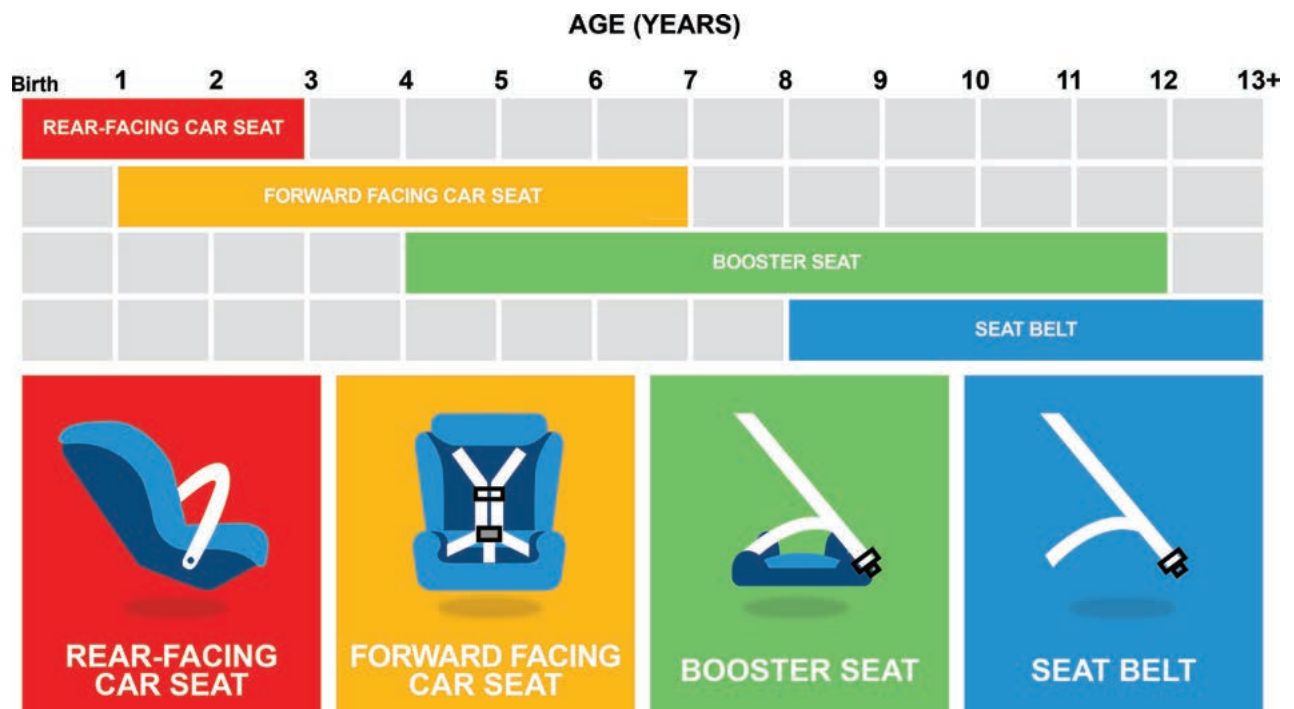 AGE (YEARS)
Birth 1 2 3 4 5 6 7 8 9 10 11 12 13+
REAR-FACING CAR SEAT
FORWARD FACING CAR SEAT
BOOSTER SEAT
SEAT BELT
REAR-FACING
CAR SEAT
FORWARD FACING
CAR SEAT
BOOSTER SEAT
SEAT BELT